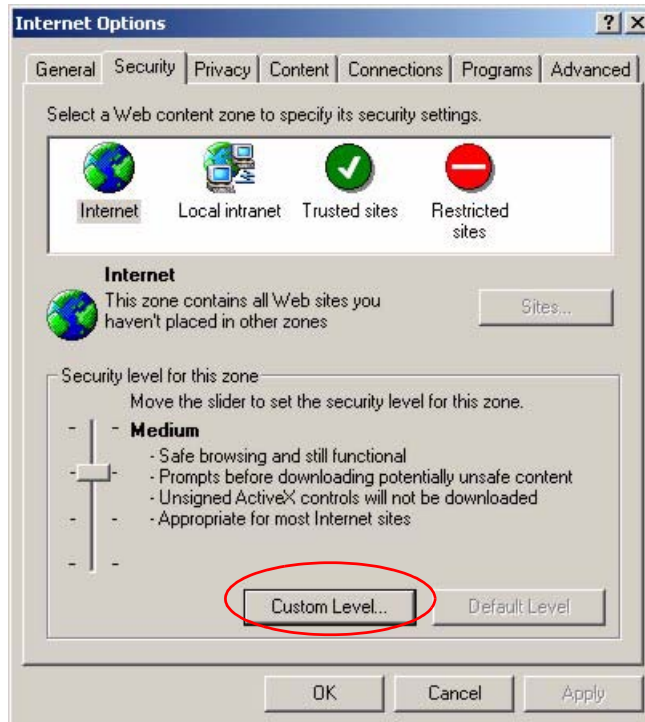 Internet Options
General Security Privacy Content Connections Programs Advanced
Select a Web content zone to specify its security settings.
Internet Local intranet Trusted sites Restricted
sites
Internet
This zone contains all Web sites you
haven't placed in other zones
Sites...
Security level for this zone
Move the slider to set the security level for this zone.
Medium
- Safe browsing and still functional
- Prompts before downloading potentially unsafe content
- Unsigned ActiveX controls will not be downloaded
- Appropriate for most Internet sites
Custom Level... Default Level
OK Cancel Apply